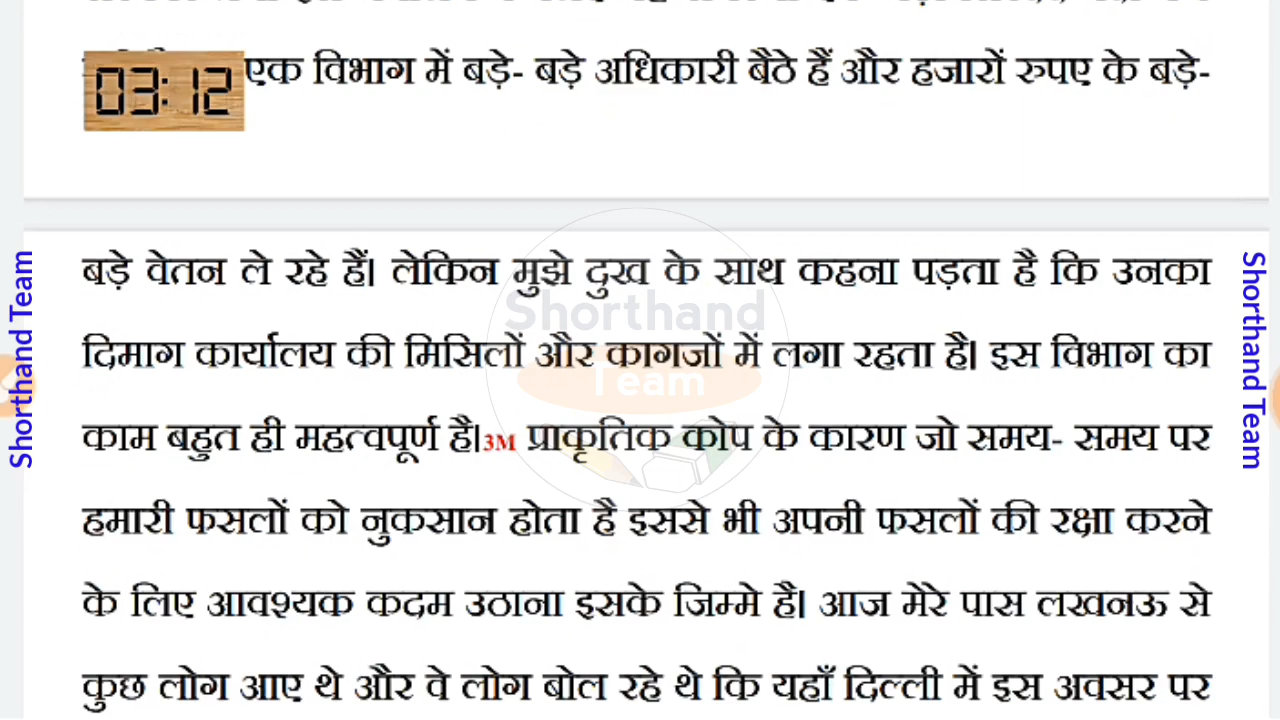 03:12 एक विभाग में बड़े- बड़े अधिकारी बैठे हैं और हजारों रुपए के बड़े-
बड़े वेतन ले रहे हैं। लेकिन मुझे दुख के साथ कहना पड़ता है कि उनका
दिमाग कार्यालय की मिसिलों और कागजों में लगा रहता है। इस विभाग का
काम बहुत ही महत्वपूर्ण है।3M प्राकृतिक कोप के कारण जो समय- समय पर
हमारी फसलों को नुकसान होता है इससे भी अपनी फसलों की रक्षा करने
के लिए आवश्यक कदम उठाना इसके जिम्मे है। आज मेरे पास लखनऊ से
कुछ लोग आए थे और वे लोग बोल रहे थे कि यहाँ दिल्ली में इस अवसर पर
Shorthand Team
Shorthand Team
Shorthand
Team